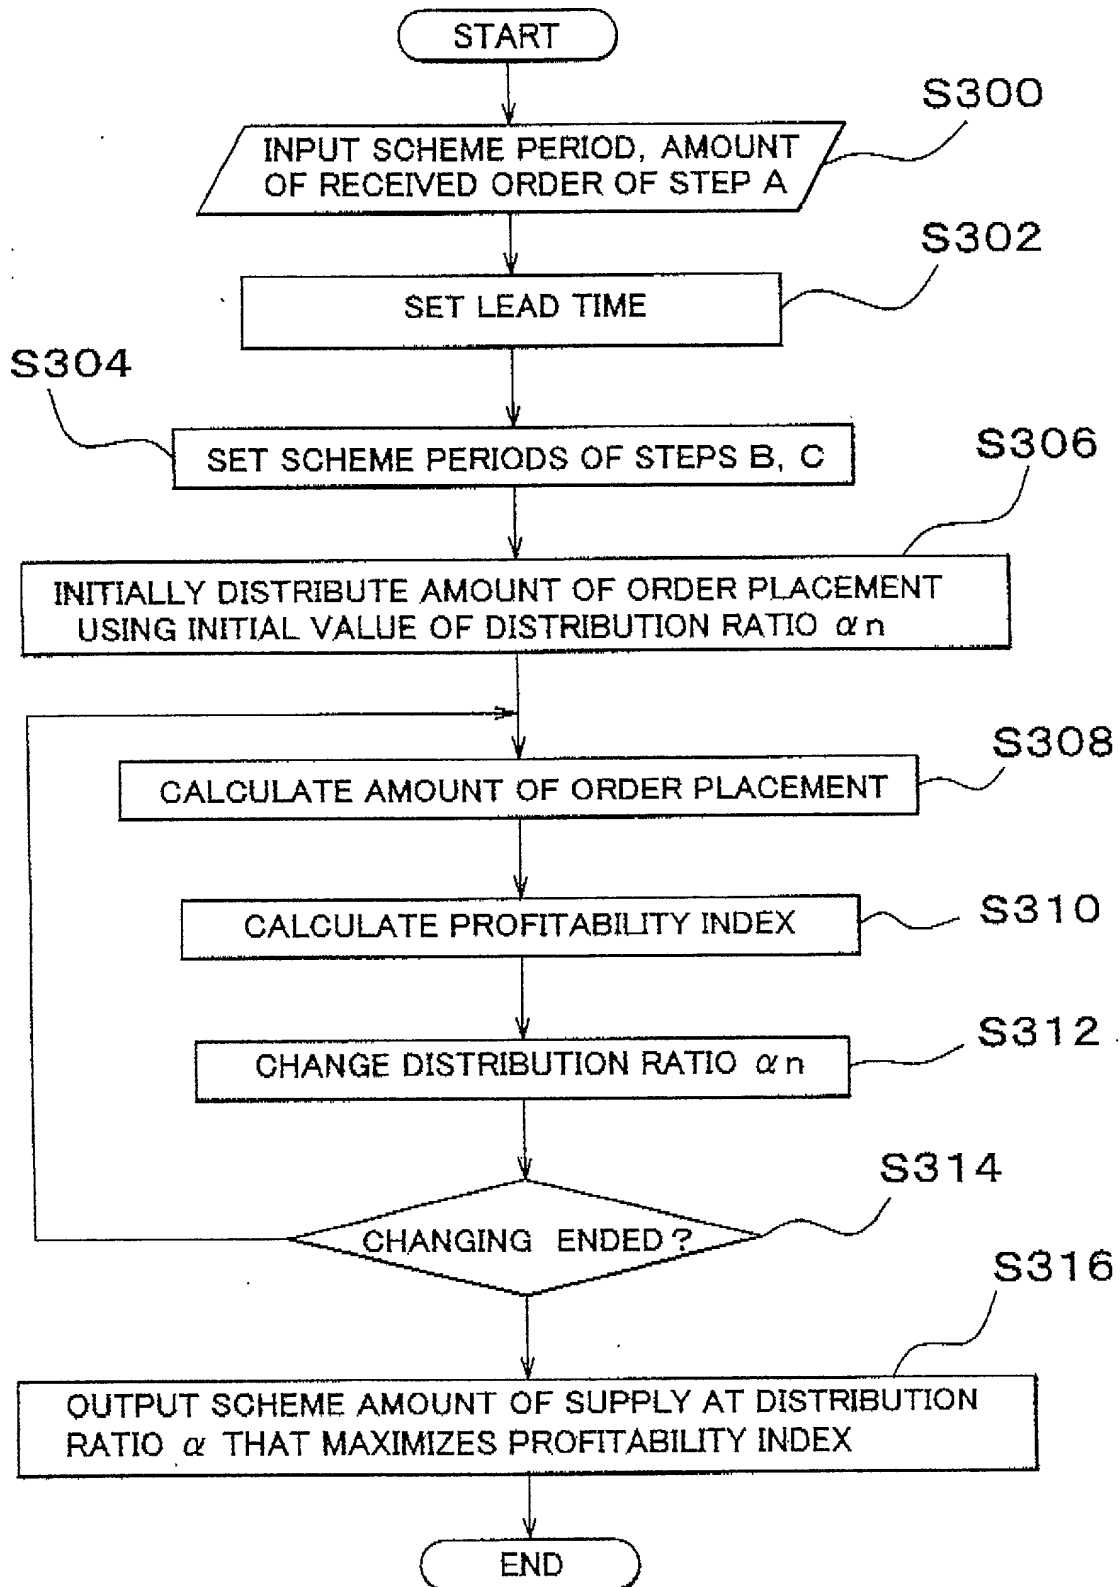 START
S300
INPUT SCHEME PERIOD, AMOUNT
OF RECEIVED ORDER OF STEP A
S302
SET LEAD TIME
S304
SET SCHEME PERIODS OF STEPS B, C
S306
INITIALLY DISTRIBUTE AMOUNT OF ORDER PLACEMENT
USING INITIAL VALUE OF DISTRIBUTION RATIO αn
S308
CALCULATE AMOUNT OF ORDER PLACEMENT
S310
CALCULATE PROFITABILITY INDEX
S312
CHANGE DISTRIBUTION RATIO αn
S314
CHANGING ENDED?
S316
OUTPUT SCHEME AMOUNT OF SUPPLY AT DISTRIBUTION
RATIO α THAT MAXIMIZES PROFITABILITY INDEX
END